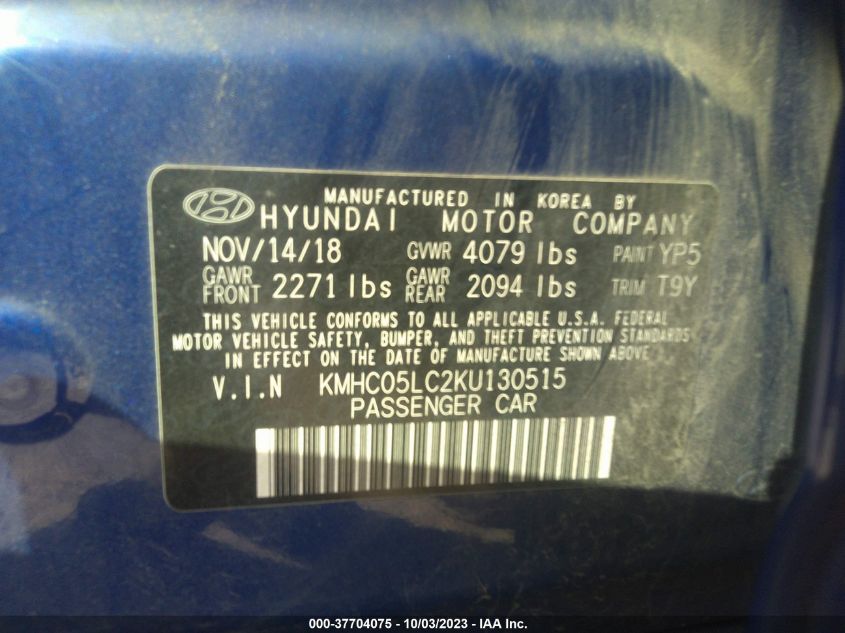 MANUFACTURED IN KOREA BY
HYUNDAI MOTOR COMPANY
NOV/14/18 GVWR 4079 lbs PAINT YP5
GAWR FRONT 2271 lbs GAWR REAR 2094 lbs TRIM T9Y
THIS VEHICLE CONFORMS TO ALL APPLICABLE U.S.A. FEDERAL
MOTOR VEHICLE SAFETY, BUMPER, AND THEFT PREVENTION STANDARDS
IN EFFECT ON THE DATE OF MANUFACTURE SHOWN ABOVE
V.I.N KMHC05LC2KU130515
PASSENGER CAR
000-37704075 - 10/03/2023 - IAA Inc.